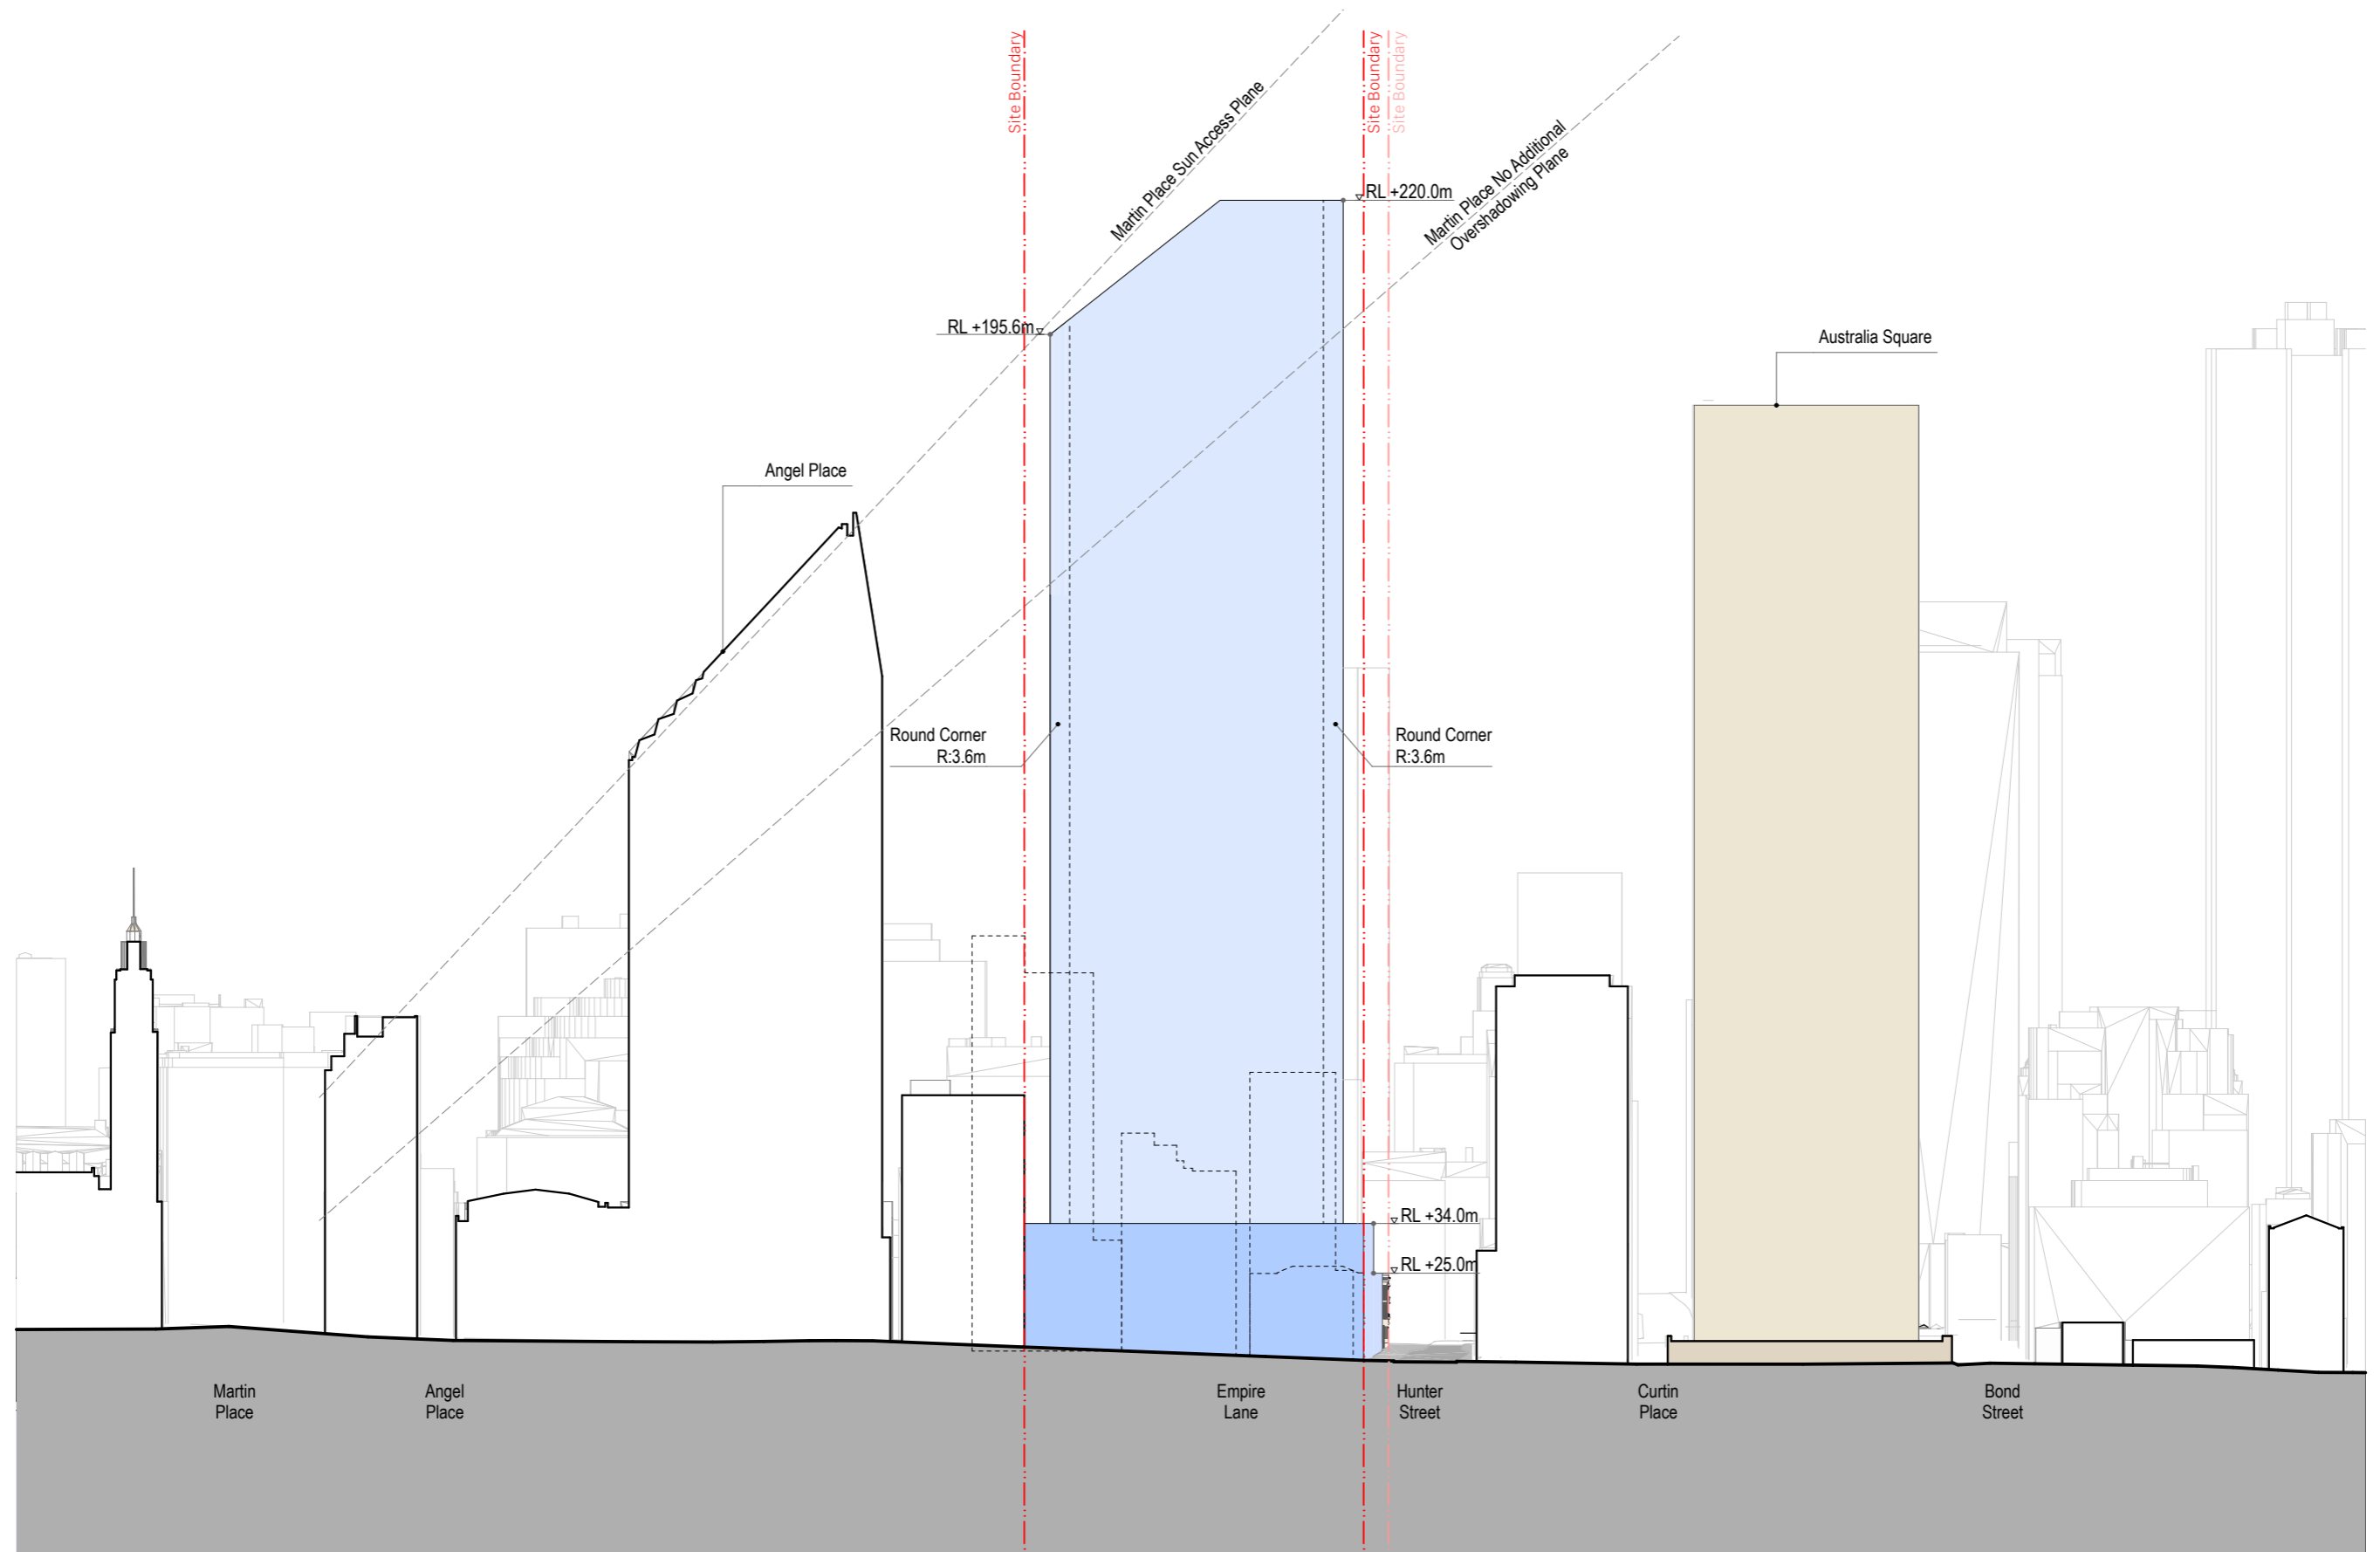 Site Boundary
Site Boundary
Site Boundary
Martin Place Sun Access Plane
Martin Place No Additional
Overshadowing Plane
RL +220.0m
RL +195.6m
Australia Square
Angel Place
Round Corner
R:3.6m
Round Corner
R:3.6m
RL +34.0m
RL +25.0m
Martin
Place
Angel
Place
Empire
Lane
Hunter
Street
Curtin
Place
Bond
Street